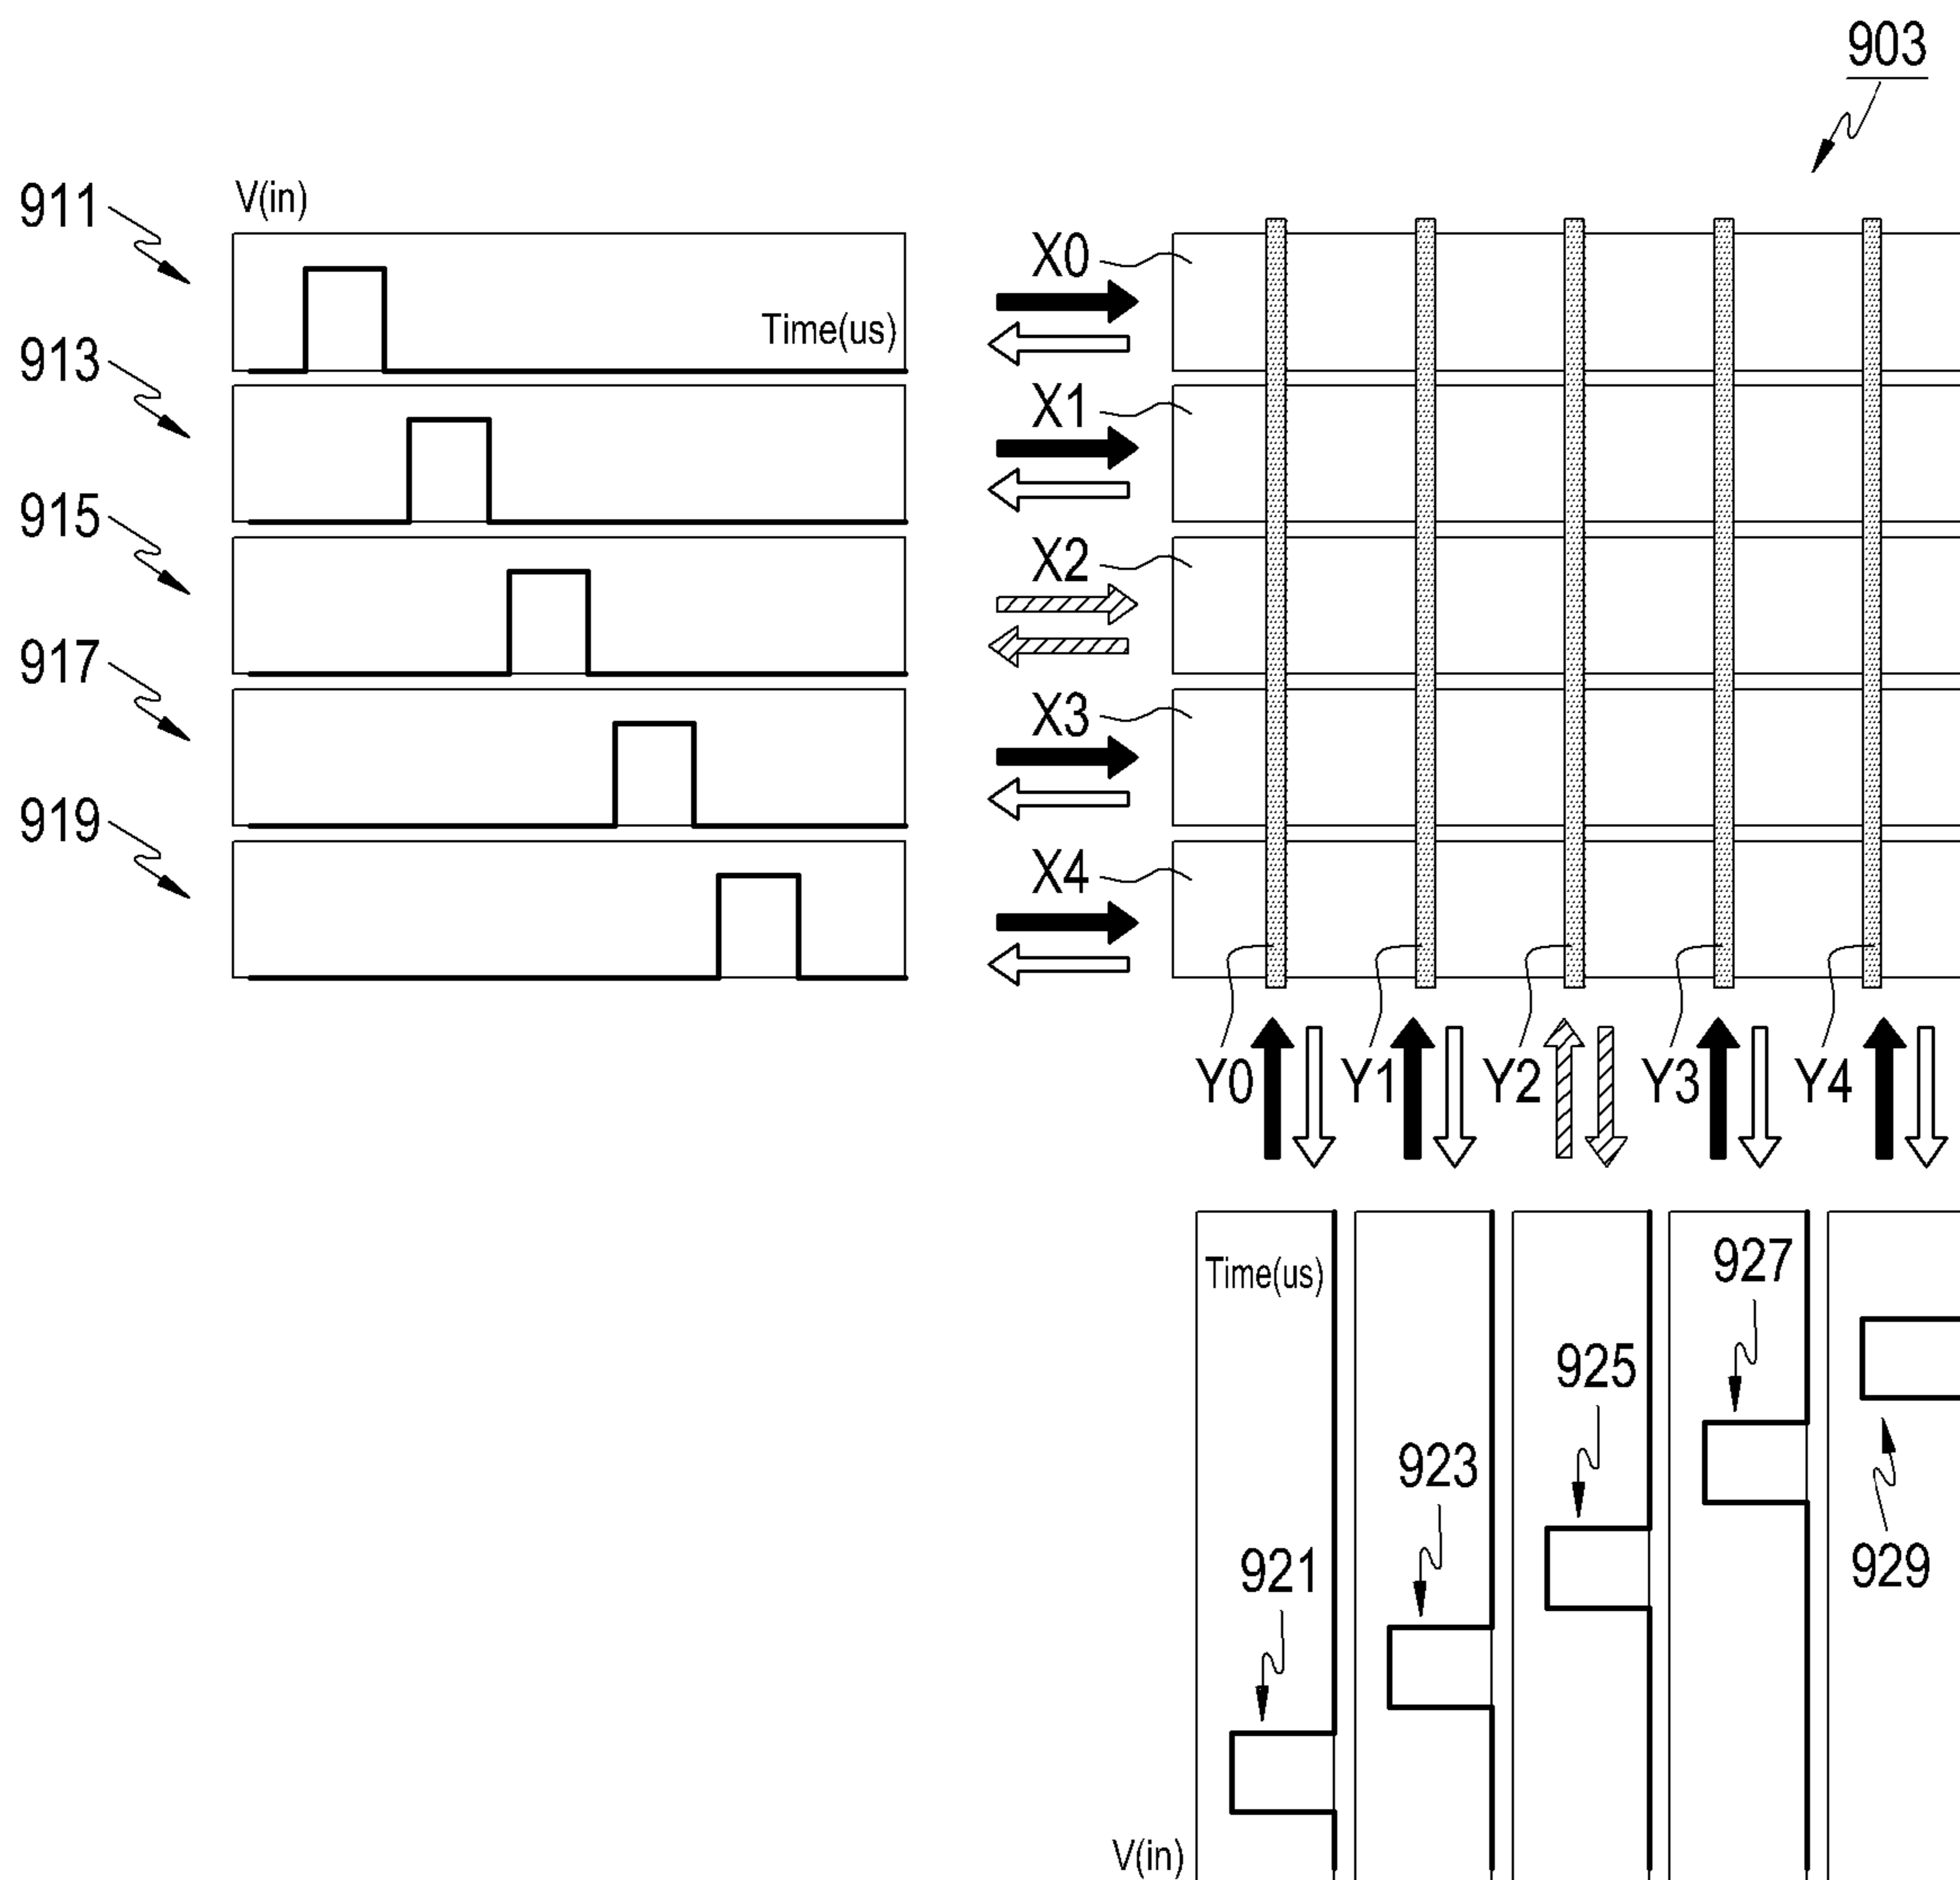 903
911
V(in)
X0
Time(us)
913
X1
915
X2
917
X3
919
X4
Y0
Y1
Y2
Y3
Y4
Time(us)
927
925
923
921
929
V(in)